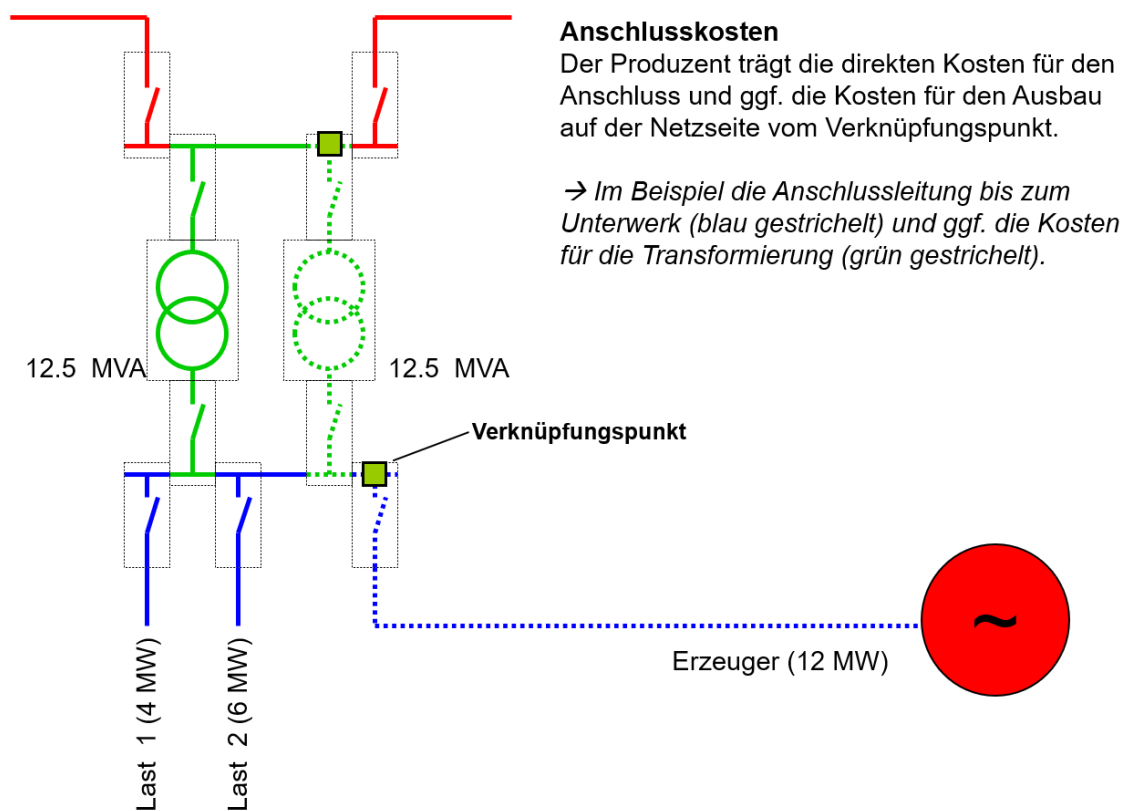 Anschlusskosten
Der Produzent trägt die direkten Kosten für den
Anschluss und ggf. die Kosten für den Ausbau
auf der Netzseite vom Verknüpfungspunkt.
→ Im Beispiel die Anschlussleitung bis zum
Unterwerk (blau gestrichelt) und ggf. die Kosten
für die Transformierung (grün gestrichelt).
12.5 MVA
12.5 MVA
Verknüpfungspunkt
~
Erzeuger (12 MW)
Last 1 (4 MW)
Last 2 (6 MW)